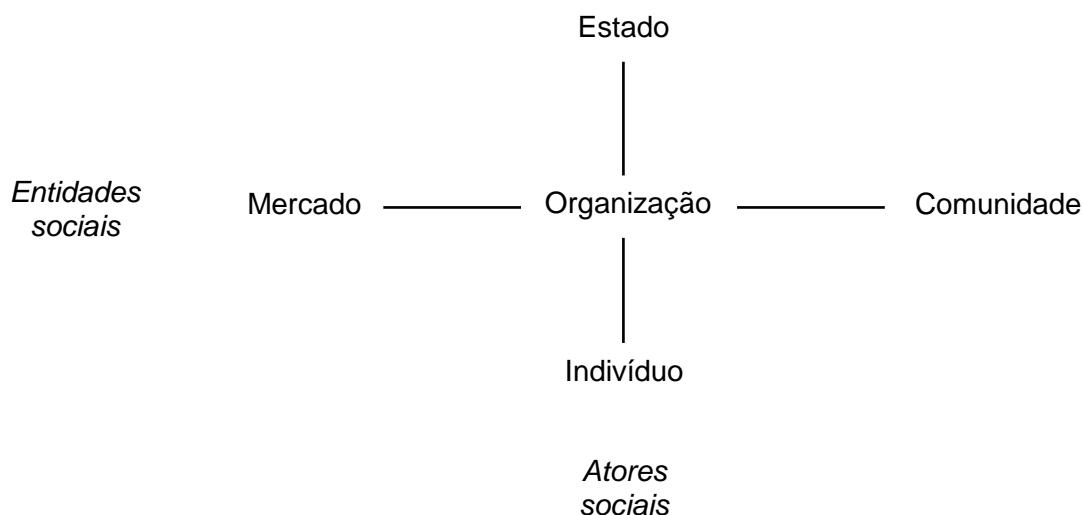 Estado
Entidades
sociais
Mercado
Organização
Comunidade
Indivíduo
Atores
sociais